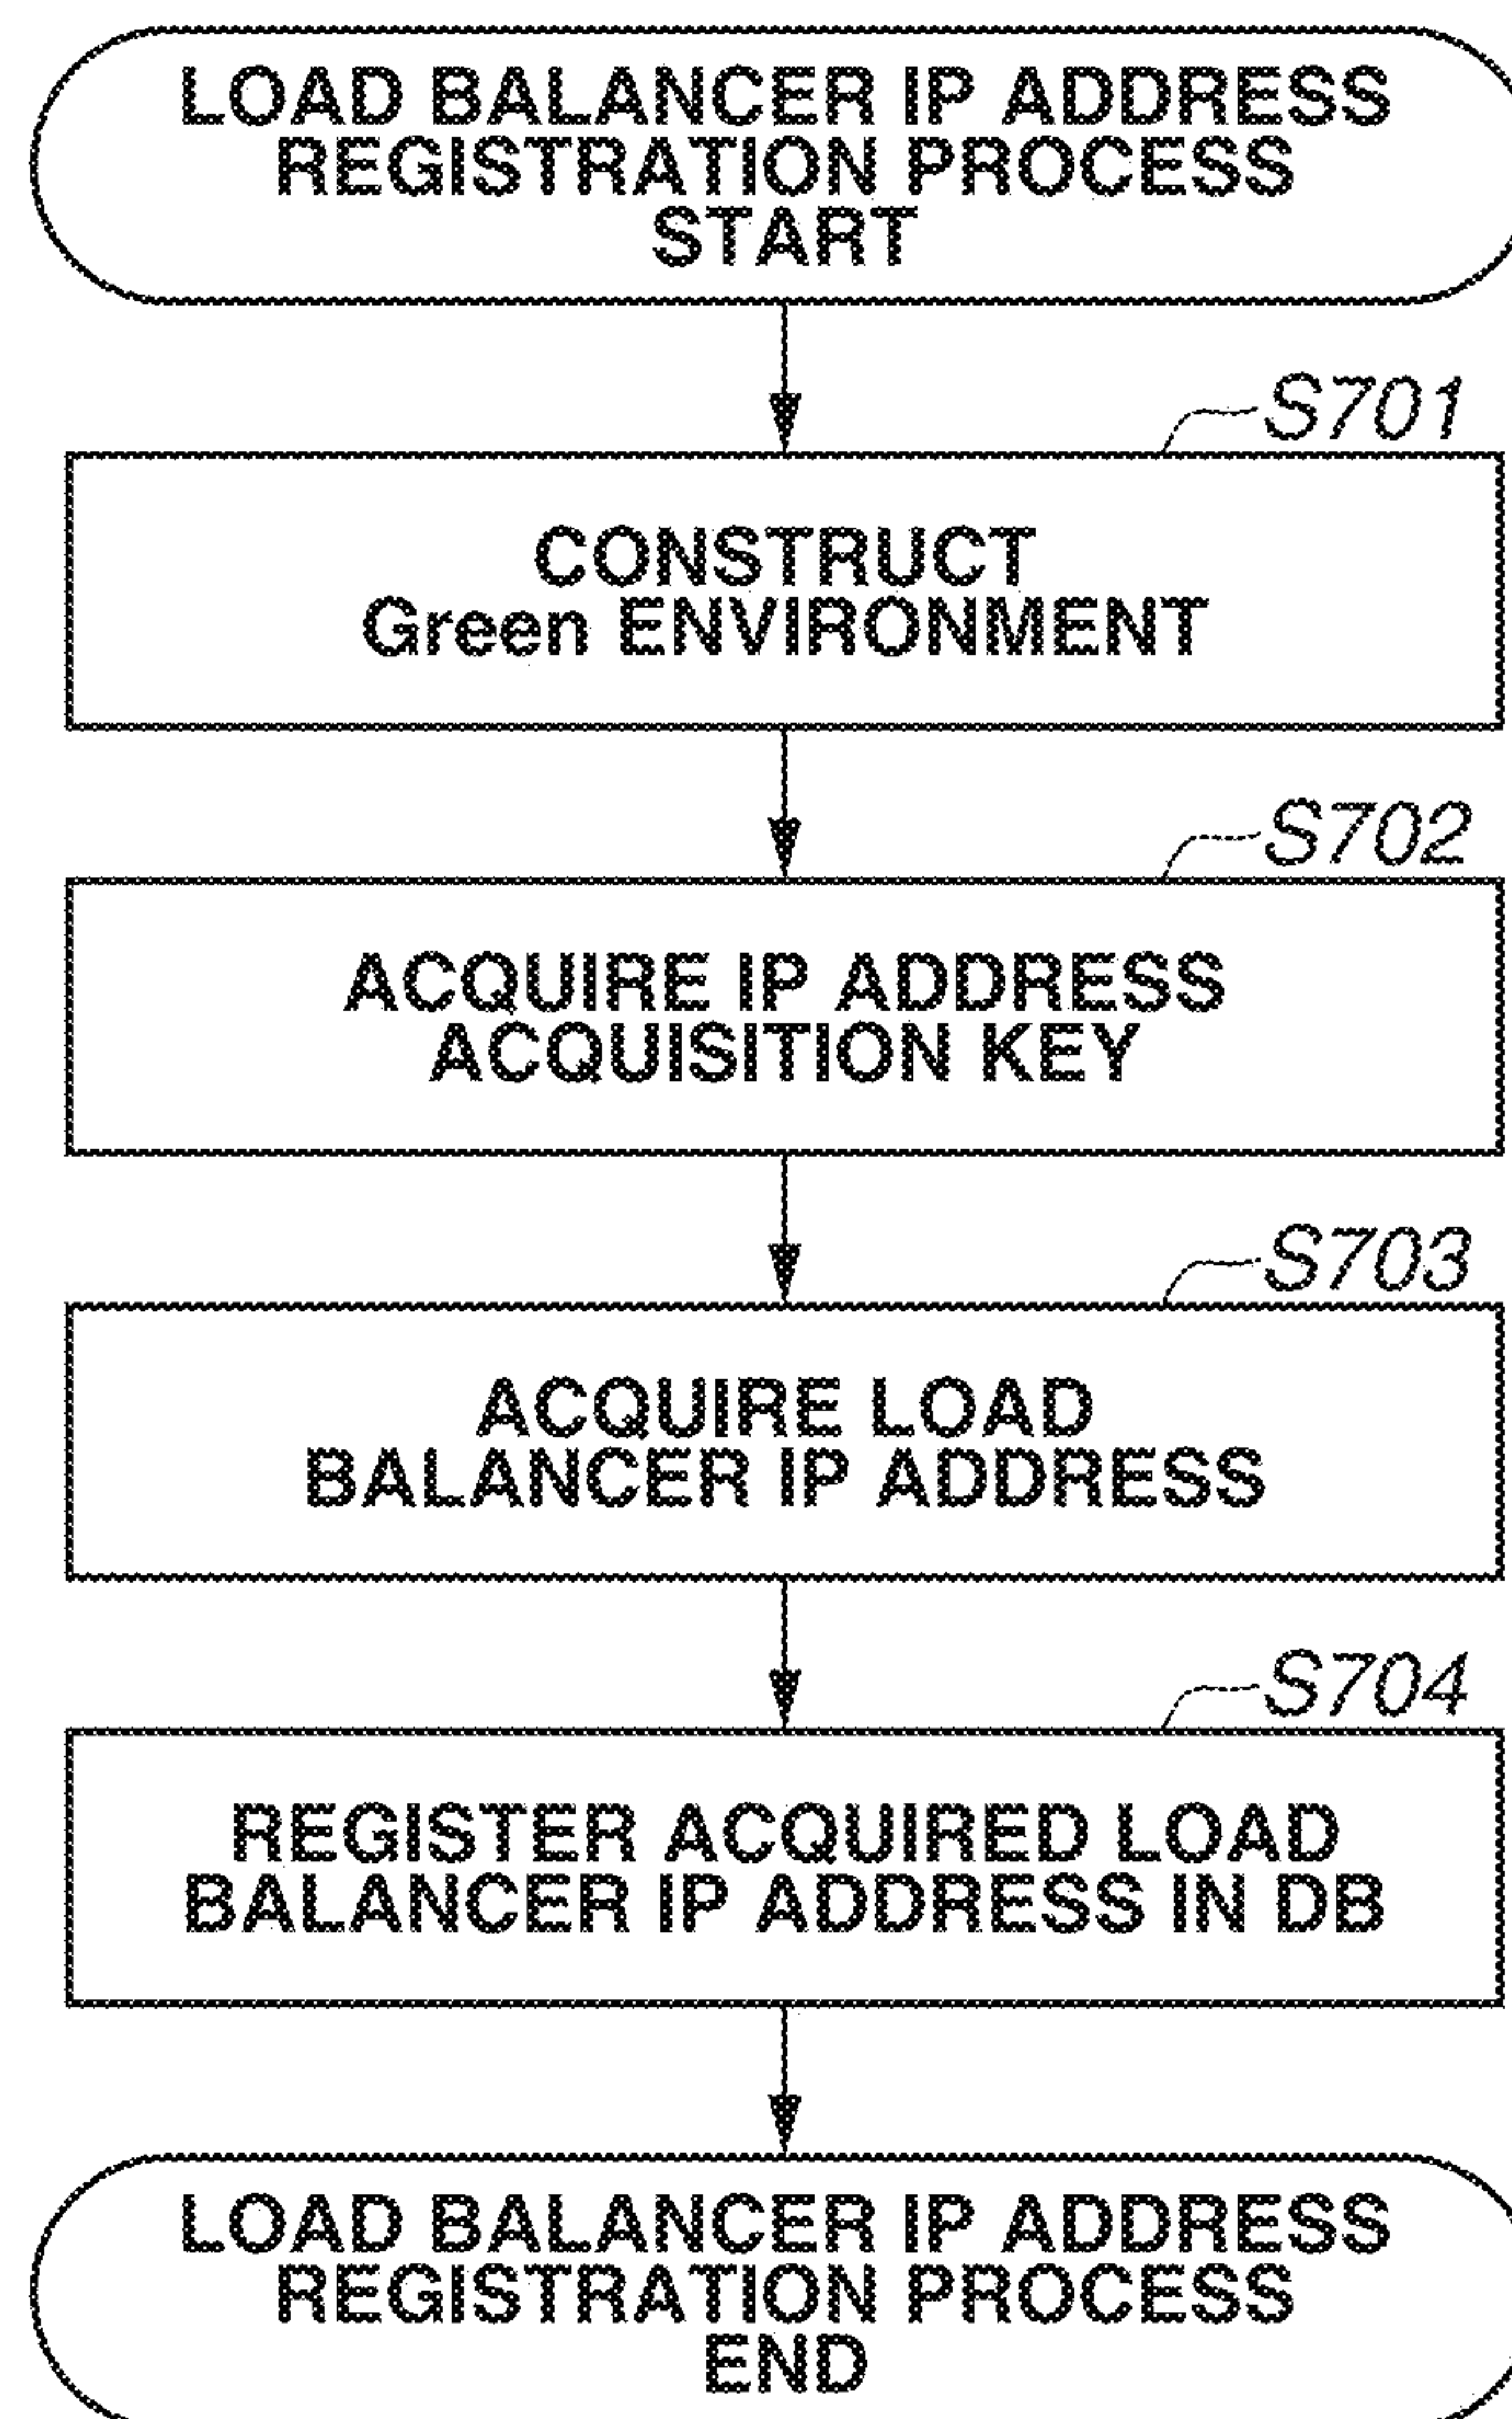 LOAD BALANCER IP ADDRESS
REGISTRATION PROCESS
START
S701
CONSTRUCT
Green ENVIRONMENT
S702
ACQUIRE IP ADDRESS
ACQUISITION KEY
S703
ACQUIRE LOAD
BALANCER IP ADDRESS
S704
REGISTER ACQUIRED LOAD
BALANCER IP ADDRESS IN DB
LOAD BALANCER IP ADDRESS
REGISTRATION PROCESS
END